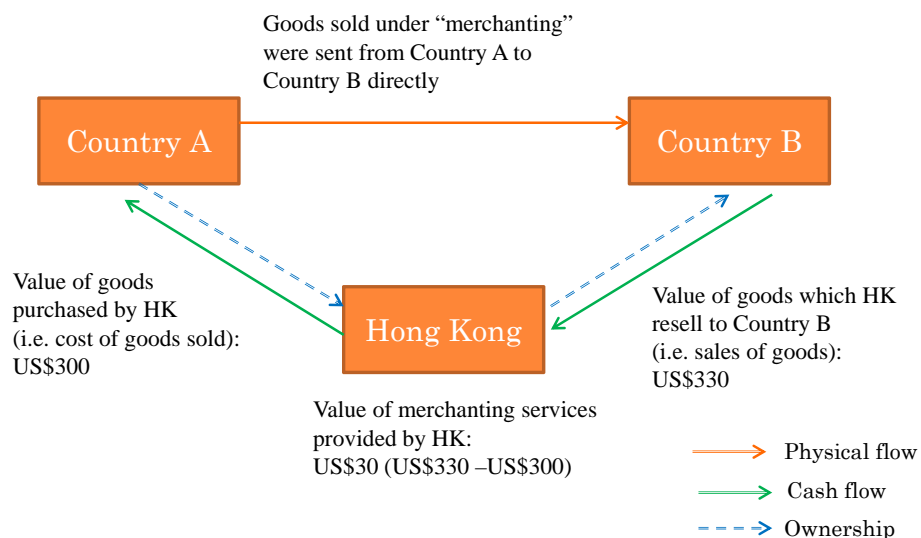 Goods sold under “merchanting”
were sent from Country A to
Country B directly
Country A
Country B
Value of goods
purchased by HK
(i.e. cost of goods sold):
US$300
Hong Kong
Value of goods which HK
resell to Country B
(i.e. sales of goods):
US$330
Value of merchanting services
provided by HK:
US$30 (US$330 –US$300)
Physical flow
Cash flow
Ownership